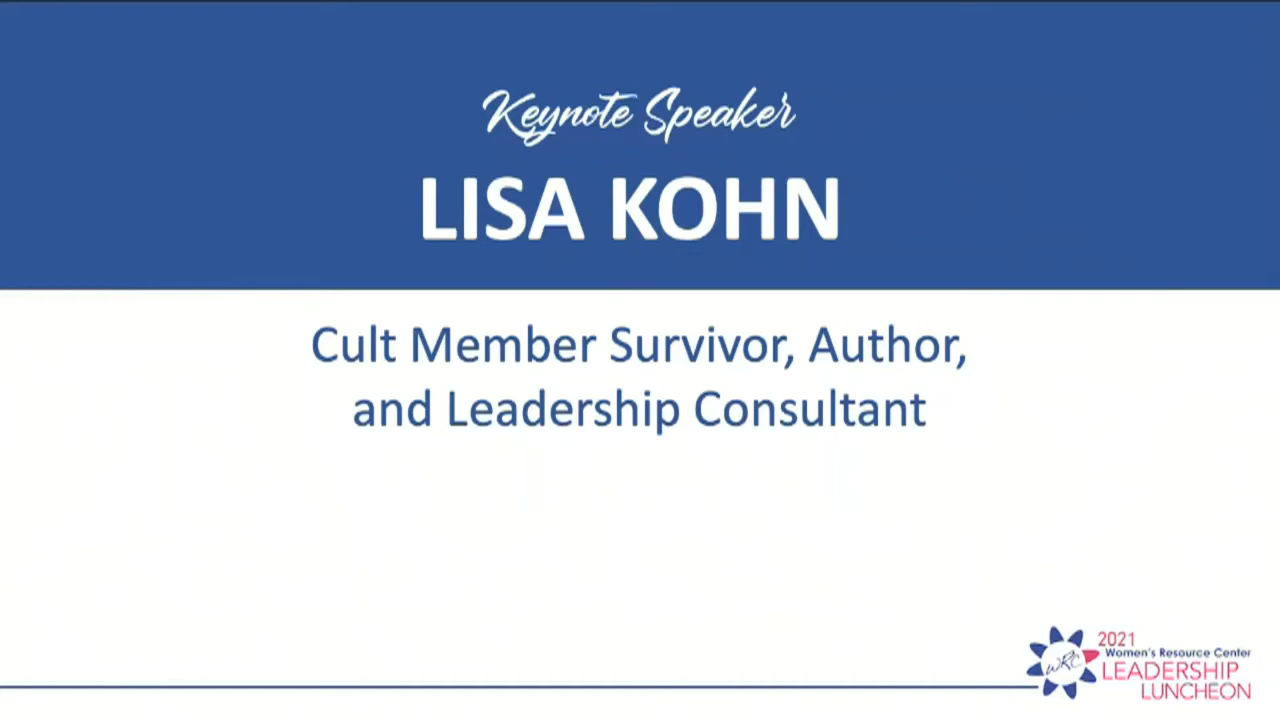 Keynote Speaker
LISA KOHN
Cult Member Survivor, Author,
and Leadership Consultant
WRC
2021
Women's Resource Center
LEADERSHIP
LUNCHEON